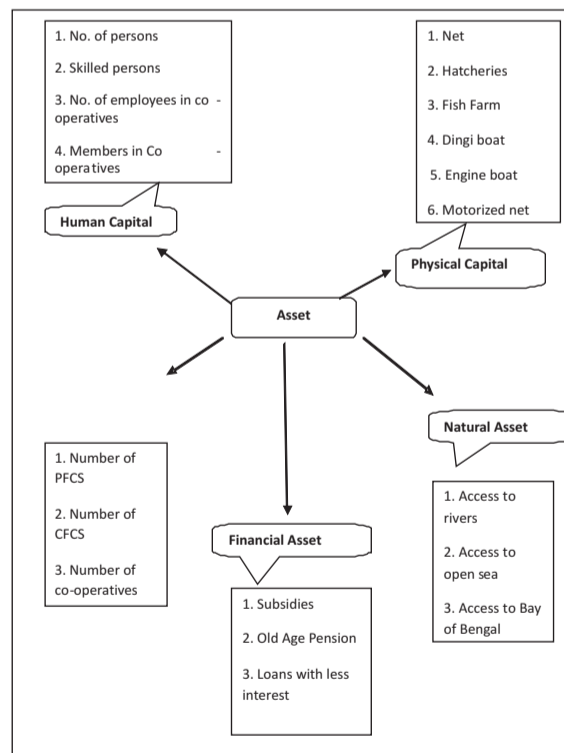 1. No. of persons
2. Skilled persons
3. No. of employees in co -
operatives
4. Members in Co -
operatives
Human Capital
1. Net
2. Hatcheries
3. Fish Farm
4. Dingi boat
5. Engine boat
6. Motorized net
Physical Capital
Asset
1. Number of
PFCS
2. Number of
CFCS
3. Number of
co-operatives
Financial Asset
1. Subsidies
2. Old Age Pension
3. Loans with less
interest
Natural Asset
1. Access to
rivers
2. Access to
open sea
3. Access to Bay
of Bengal